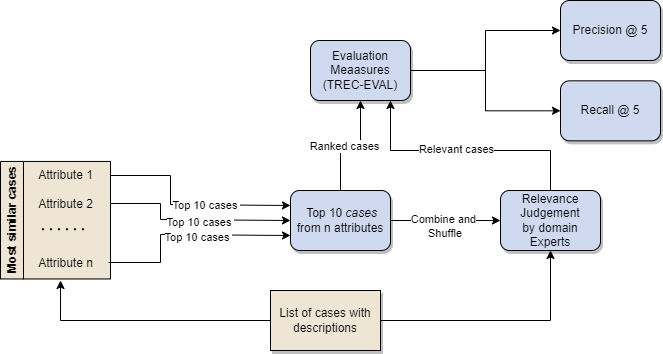 Precision @ 5
Evaluation
Meaasures
(TREC-EVAL)
Recall @ 5
Ranked cases
Relevant cases
Most similar cases
Attribute 1
Attribute 2
. . . . . .
Attribute n
Top 10 cases
Top 10 cases
Top 10 cases
Top 10 cases
from n attributes
Combine and
Shuffle
Relevance
Judgement
by domain
Experts
List of cases with
descriptions